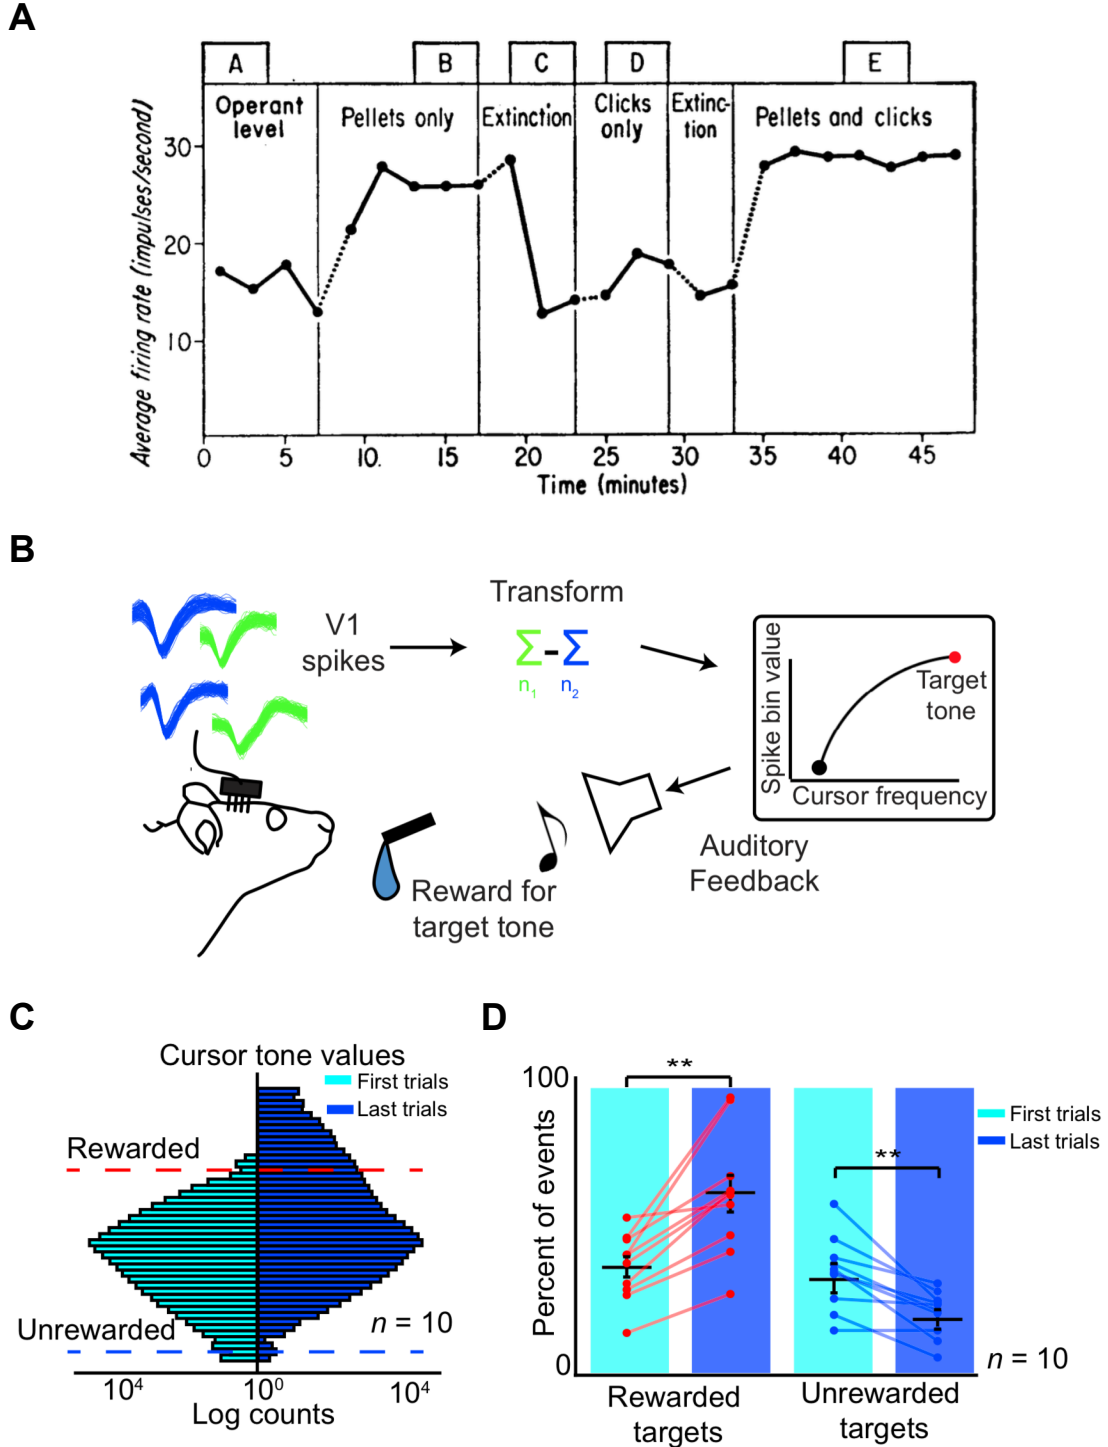 A
A
B
C
D
E
Operant
level
Pellets only
Extinction
Clicks
only
Extinc-
tion
Pellets and clicks
Average firing rate (impulses/second)
30
20
10
0
5
10.
15
20
25
30
35
40
45
Time (minutes)
B
V1
spikes
Transform
Σ-Σ
n1 n2
Spike bin value
Target
tone
Cursor frequency
Auditory
Feedback
Reward for
target tone
C
Cursor tone values
First trials
Last trials
Rewarded
Unrewarded
n = 10
10⁴ 10⁰ 10⁴
Log counts
D
100
0
Percent of events
**
**
First trials
Last trials
n = 10
Rewarded
targets
Unrewarded
targets